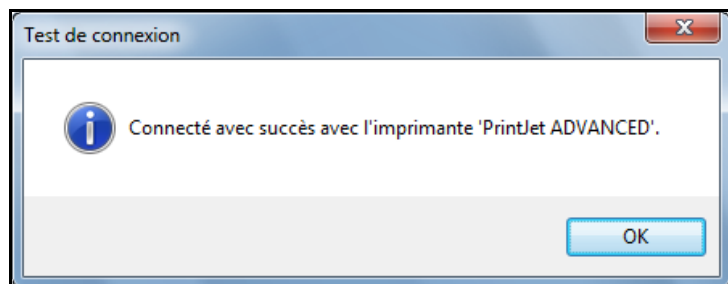 Test de connexion
Connecté avec succès avec l'imprimante 'PrintJet ADVANCED'.
OK